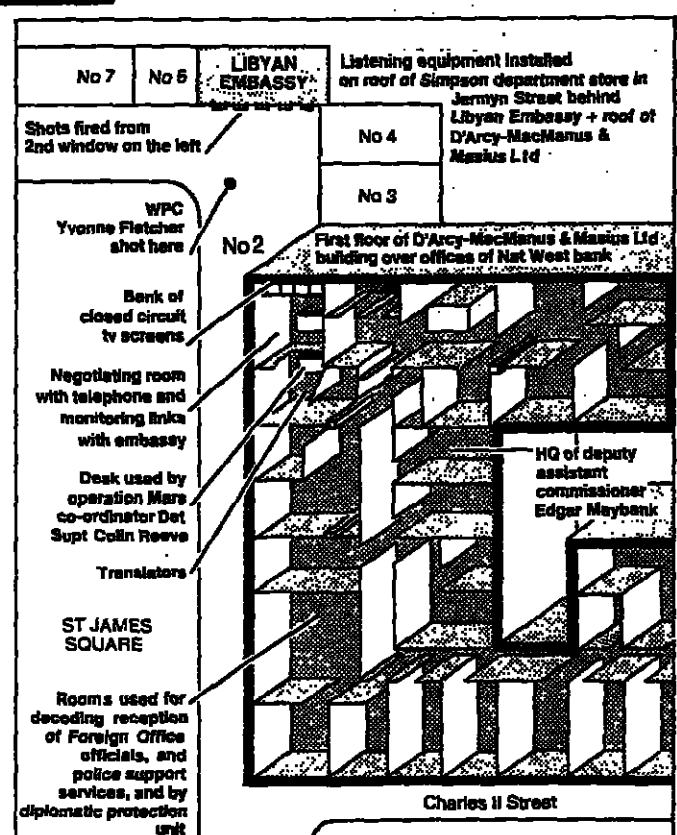 No 7
No 5
LIBYAN
EMBASSY
Listening equipment installed
on roof of Simpson department store in
Jermyn Street behind
Libyan Embassy + roof of
D'Arcy-MacManus &
Masius Ltd
Shots fired from
2nd window on the left
No 4
No 3
WPC
Yvonne Fletcher
shot here
No 2
First floor of D'Arcy-MacManus & Masius Ltd
building over offices of Nat West bank
Bank of
closed circuit
tv screens
Negotiating room
with telephone and
monitoring links
with embassy
Desk used by
operation Mars
co-ordinator Det
Supt Colin Reeve
Translators
HQ of deputy
assistant
commissioner
Edgar Maybank
ST JAMES
SQUARE
Rooms used for
decoding reception
of Foreign Office
officials, and
police support
services, and by
diplomatic protection
unit
Charles II Street